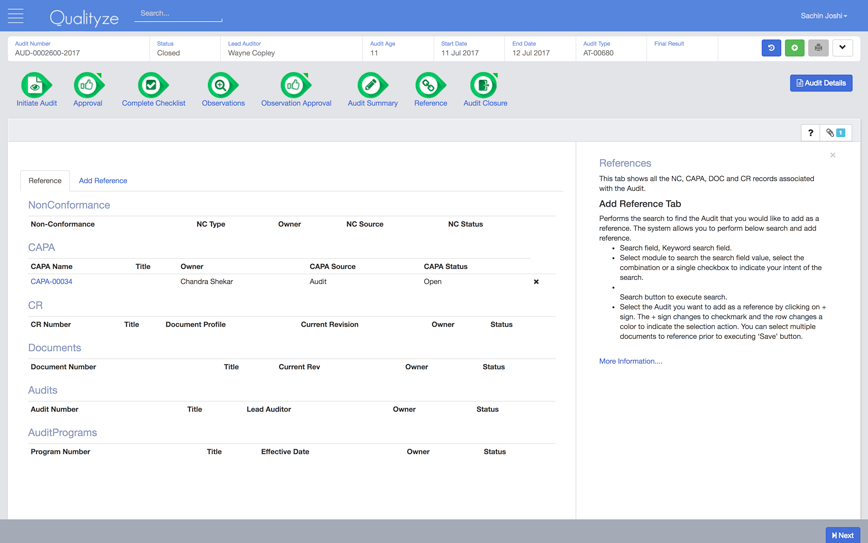 Qualityze
Search...
Sachin Joshi
Audit Number Status Lead Auditor Audit Age Start Date End Date Audit Type Final Result
AUD-0002600-2017 Closed Wayne Copley 11 11 Jul 2017 12 Jul 2017 AT-00680
Initiate Audit Approval Complete Checklist Observations Observation Approval Audit Summary Reference Audit Closure
Audit Details
? 1
Reference Add Reference
NonConformance
Non-Conformance NC Type Owner NC Source NC Status
CAPA
CAPA Name Title Owner CAPA Source CAPA Status
CAPA-00034 Chandra Shekar Audit Open
CR
CR Number Title Document Profile Current Revision Owner Status
Documents
Document Number Title Current Rev Owner Status
Audits
Audit Number Title Lead Auditor Owner Status
AuditPrograms
Program Number Title Effective Date Owner Status
References
This tab shows all the NC, CAPA, DOC and CR records associated
with the Audit.
Add Reference Tab
Performs the search to find the Audit that you would like to add as a
reference. The system allows you to perform below search and add
reference.
• Search field, Keyword search field.
• Select module to search the search field value, select the
combination or a single checkbox to indicate your intent of the
search.
•
Search button to execute search.
• Select the Audit you want to add as a reference by clicking on +
sign. The + sign changes to checkmark and the row changes a
color to indicate the selection action. You can select multiple
documents to reference prior to executing 'Save' button.
More Information....
Next